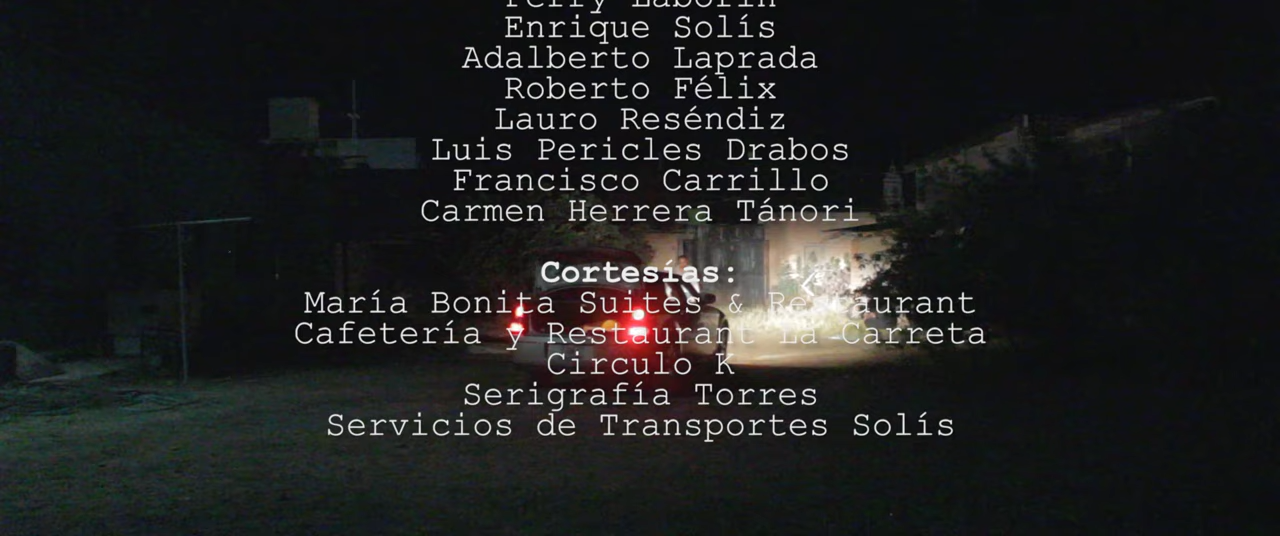 Enrique Solís
Adalberto Laprada
Roberto Félix
Lauro Reséndiz
Luis Pericles Drabos
Francisco Carrillo
Carmen Herrera Tánori
Cortesías:
María Bonita Suites & Restaurant
Cafetería y Restaurant La Carreta
Circulo K
Serigrafía Torres
Servicios de Transportes Solís